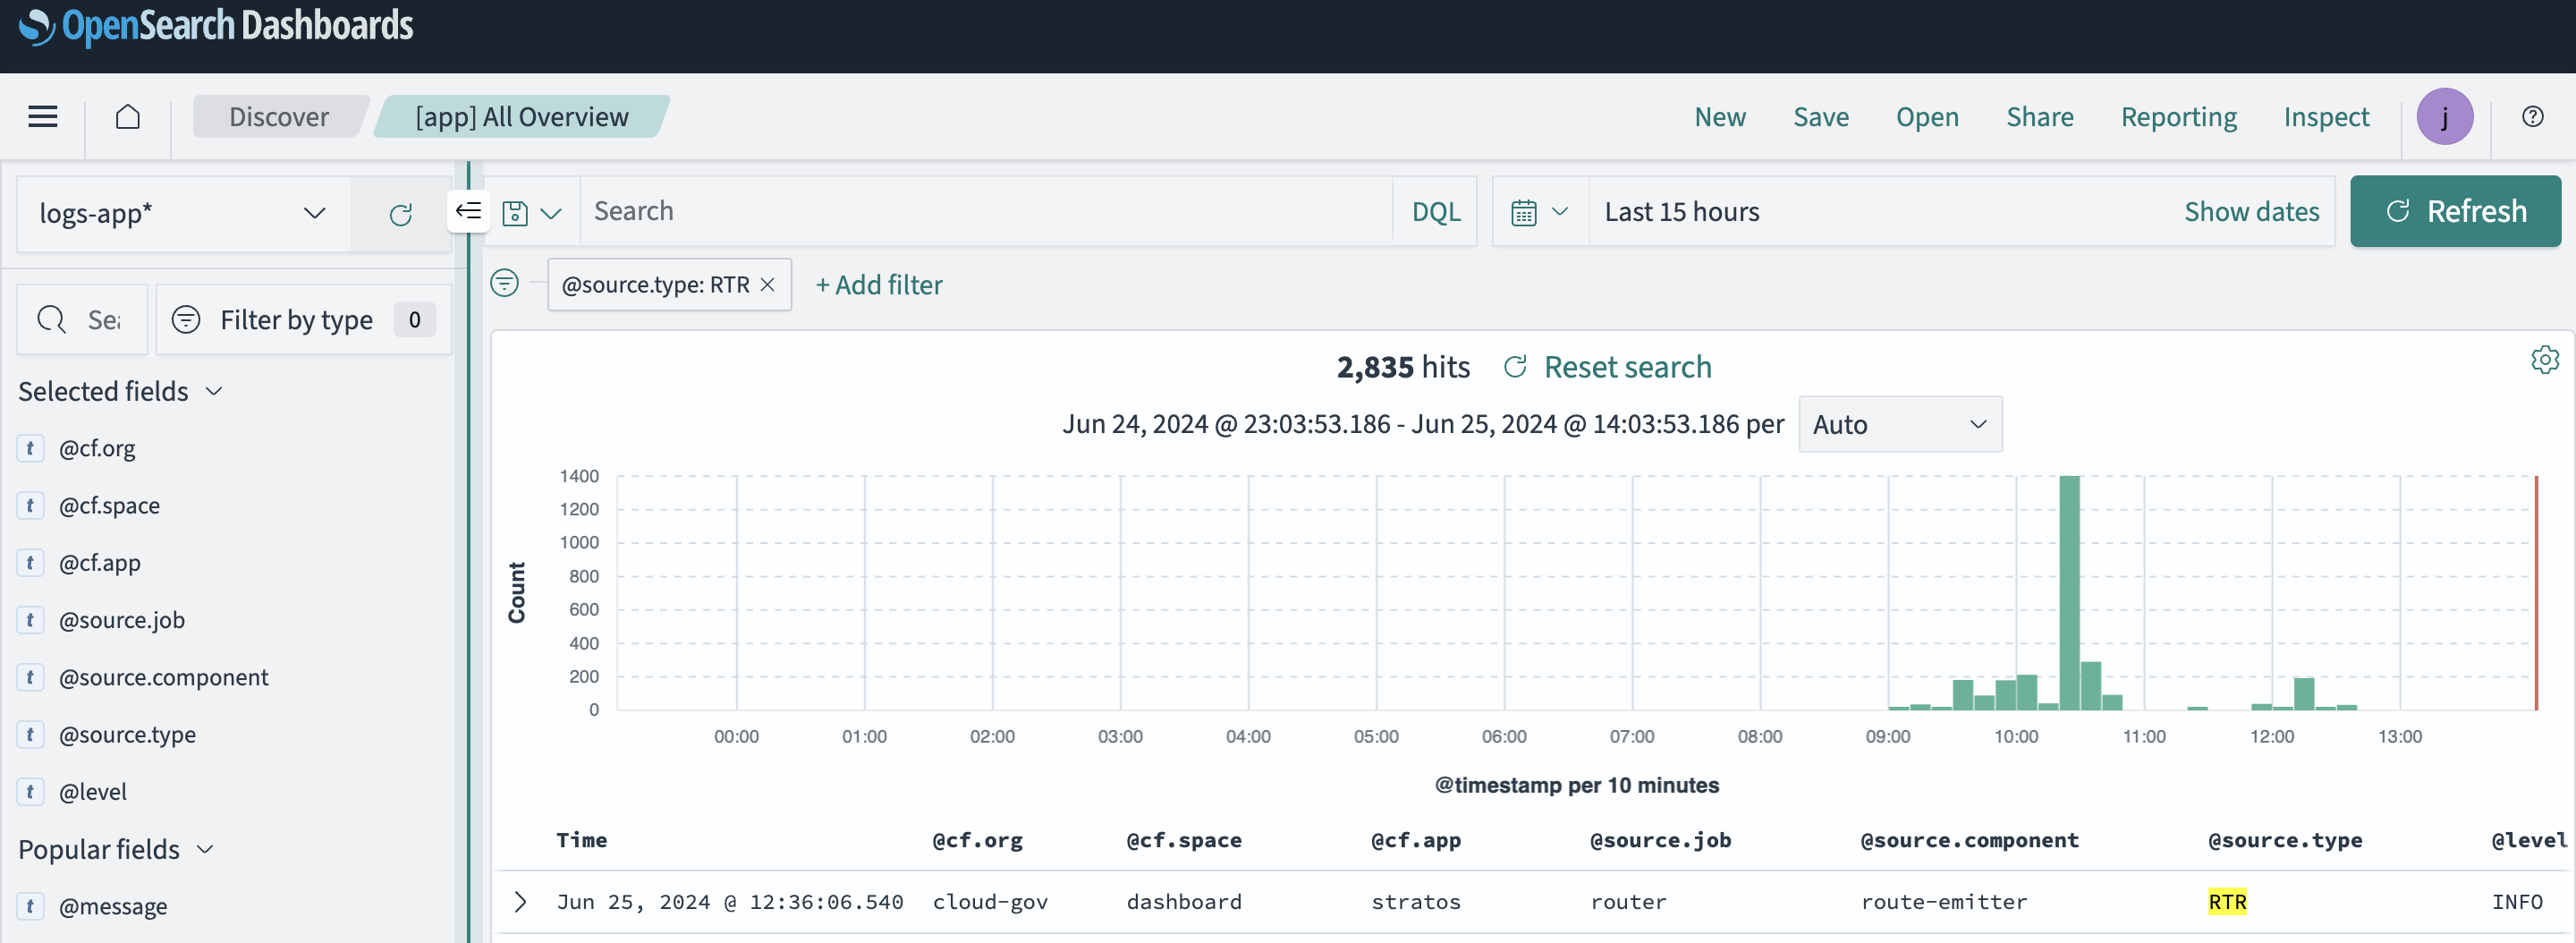 OpenSearch Dashboards
Discover
[app] All Overview
New
Save
Open
Share
Reporting
Inspect
j
logs-app*
Search
DQL
Last 15 hours
Show dates
Refresh
@source.type: RTR
+ Add filter
Sea
Filter by type 0
Selected fields
t @cf.org
t @cf.space
t @cf.app
t @source.job
t @source.component
t @source.type
t @level
Popular fields
t @message
2,835 hits
Reset search
Jun 24, 2024 @ 23:03:53.186 - Jun 25, 2024 @ 14:03:53.186 per
Auto
Count
1400
1200
1000
800
600
400
200
0
00:00 01:00 02:00 03:00 04:00 05:00 06:00 07:00 08:00 09:00 10:00 11:00 12:00 13:00
@timestamp per 10 minutes
Time @cf.org @cf.space @cf.app @source.job @source.component @source.type @level
Jun 25, 2024 @ 12:36:06.540 cloud-gov dashboard stratos router route-emitter RTR INFO